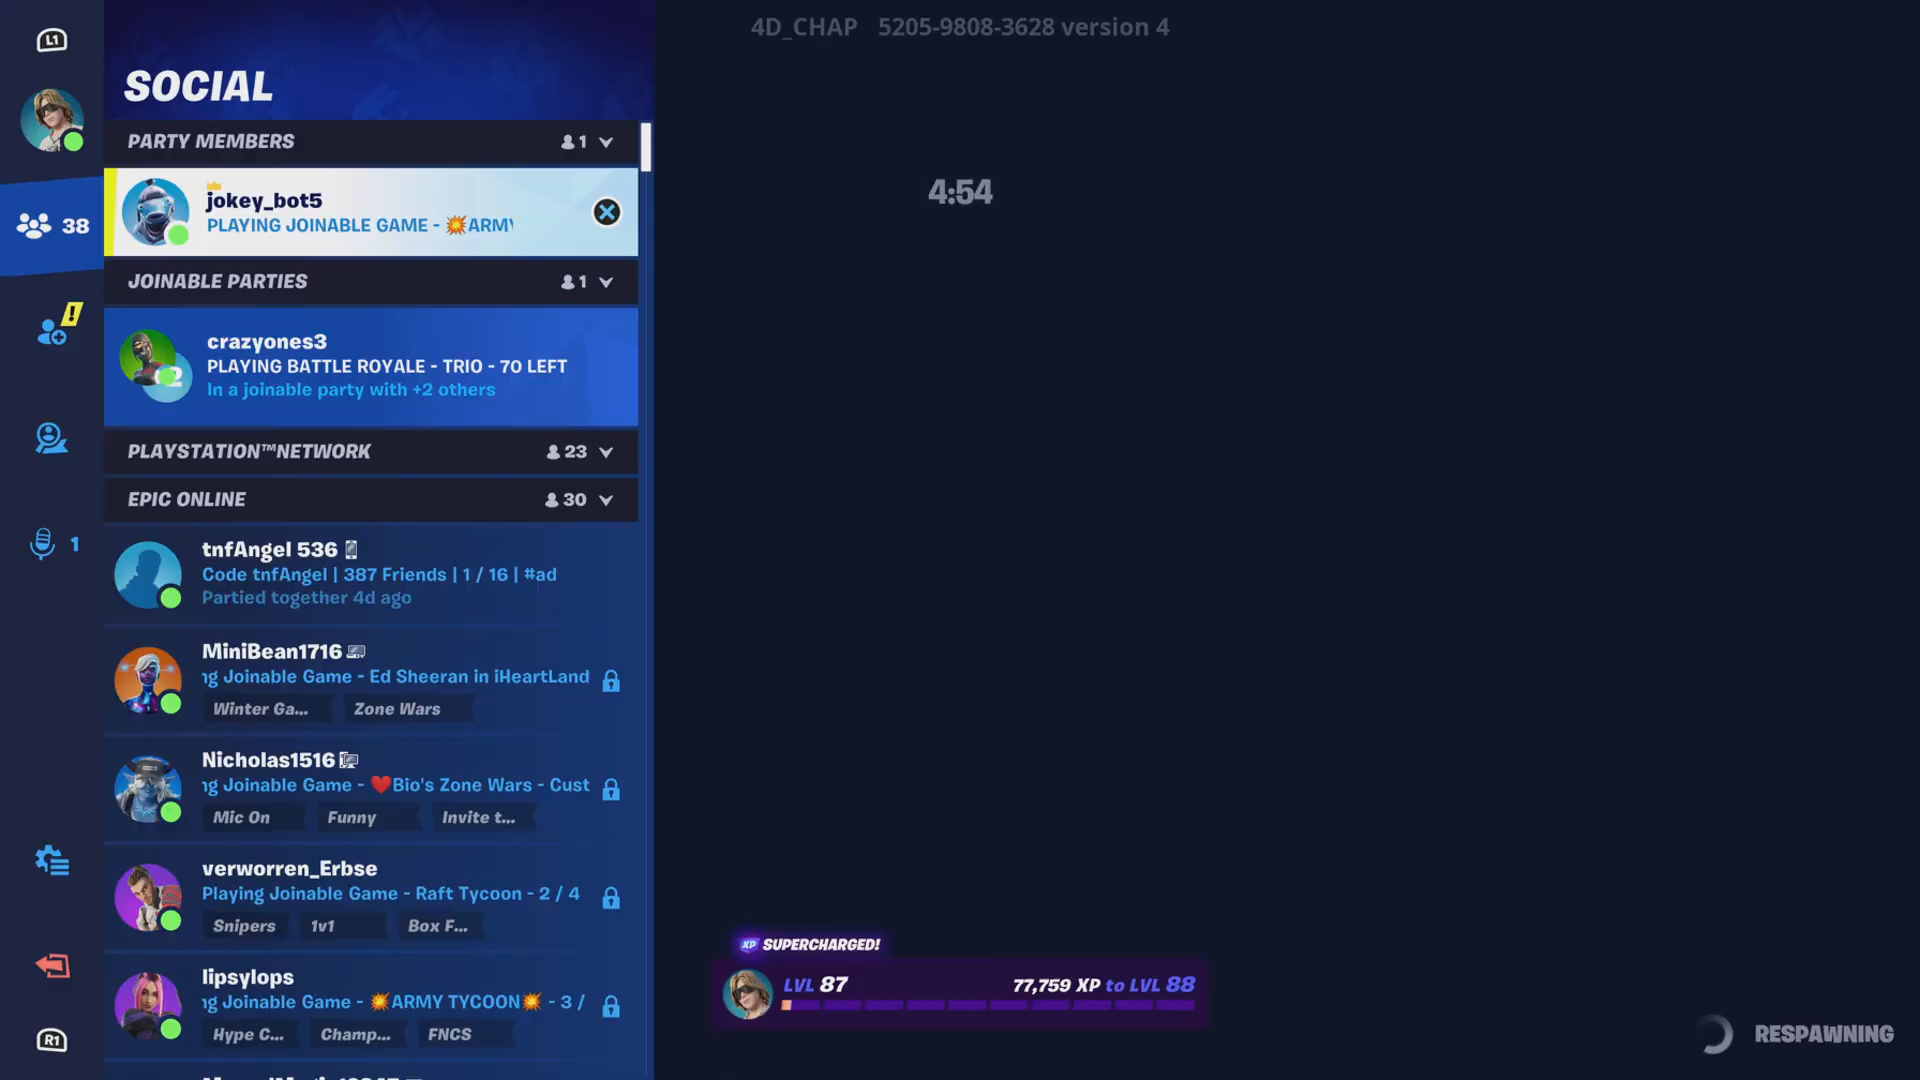 4D_CHAP 5205-9808-3628 version 4
L1
SOCIAL
PARTY MEMBERS 1
jokey_bot5
PLAYING JOINABLE GAME - 💥ARMY
4:54
38
JOINABLE PARTIES 1
crazyones3
PLAYING BATTLE ROYALE - TRIO - 70 LEFT
In a joinable party with +2 others
PLAYSTATION™NETWORK 23
EPIC ONLINE 30
1
tnfAngel 536
Code tnfAngel | 387 Friends | 1 / 16 | #ad
Partied together 4d ago
MiniBean1716
ng Joinable Game - Ed Sheeran in iHeartLand
Winter Ga... Zone Wars
Nicholas1516
ng Joinable Game - ❤️Bio's Zone Wars - Cust
Mic On Funny Invite t...
verworren_Erbse
Playing Joinable Game - Raft Tycoon - 2 / 4
Snipers 1v1 Box F...
lipsylops
ng Joinable Game - 💥ARMY TYCOON💥 - 3 /
Hype C... Champ... FNCS
R1
XP SUPERCHARGED!
LVL 87 77,759 XP to LVL 88
RESPAWNING